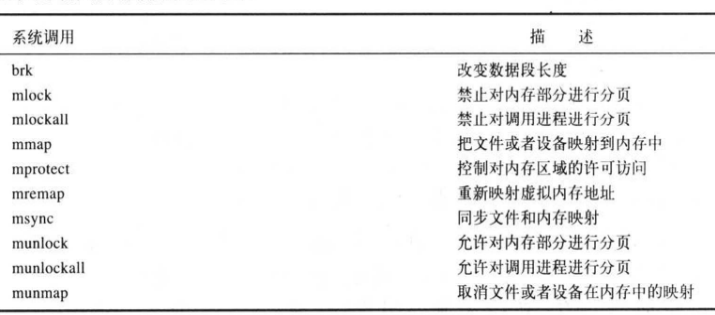 系统调用 描 述
brk 改变数据段长度
mlock 禁止对内存部分进行分页
mlockall 禁止对调用进程进行分页
mmap 把文件或者设备映射到内存中
mprotect 控制对内存区域的许可访问
mremap 重新映射虚拟内存地址
msync 同步文件和内存映射
munlock 允许对内存部分进行分页
munlockall 允许对调用进程进行分页
munmap 取消文件或者设备在内存中的映射